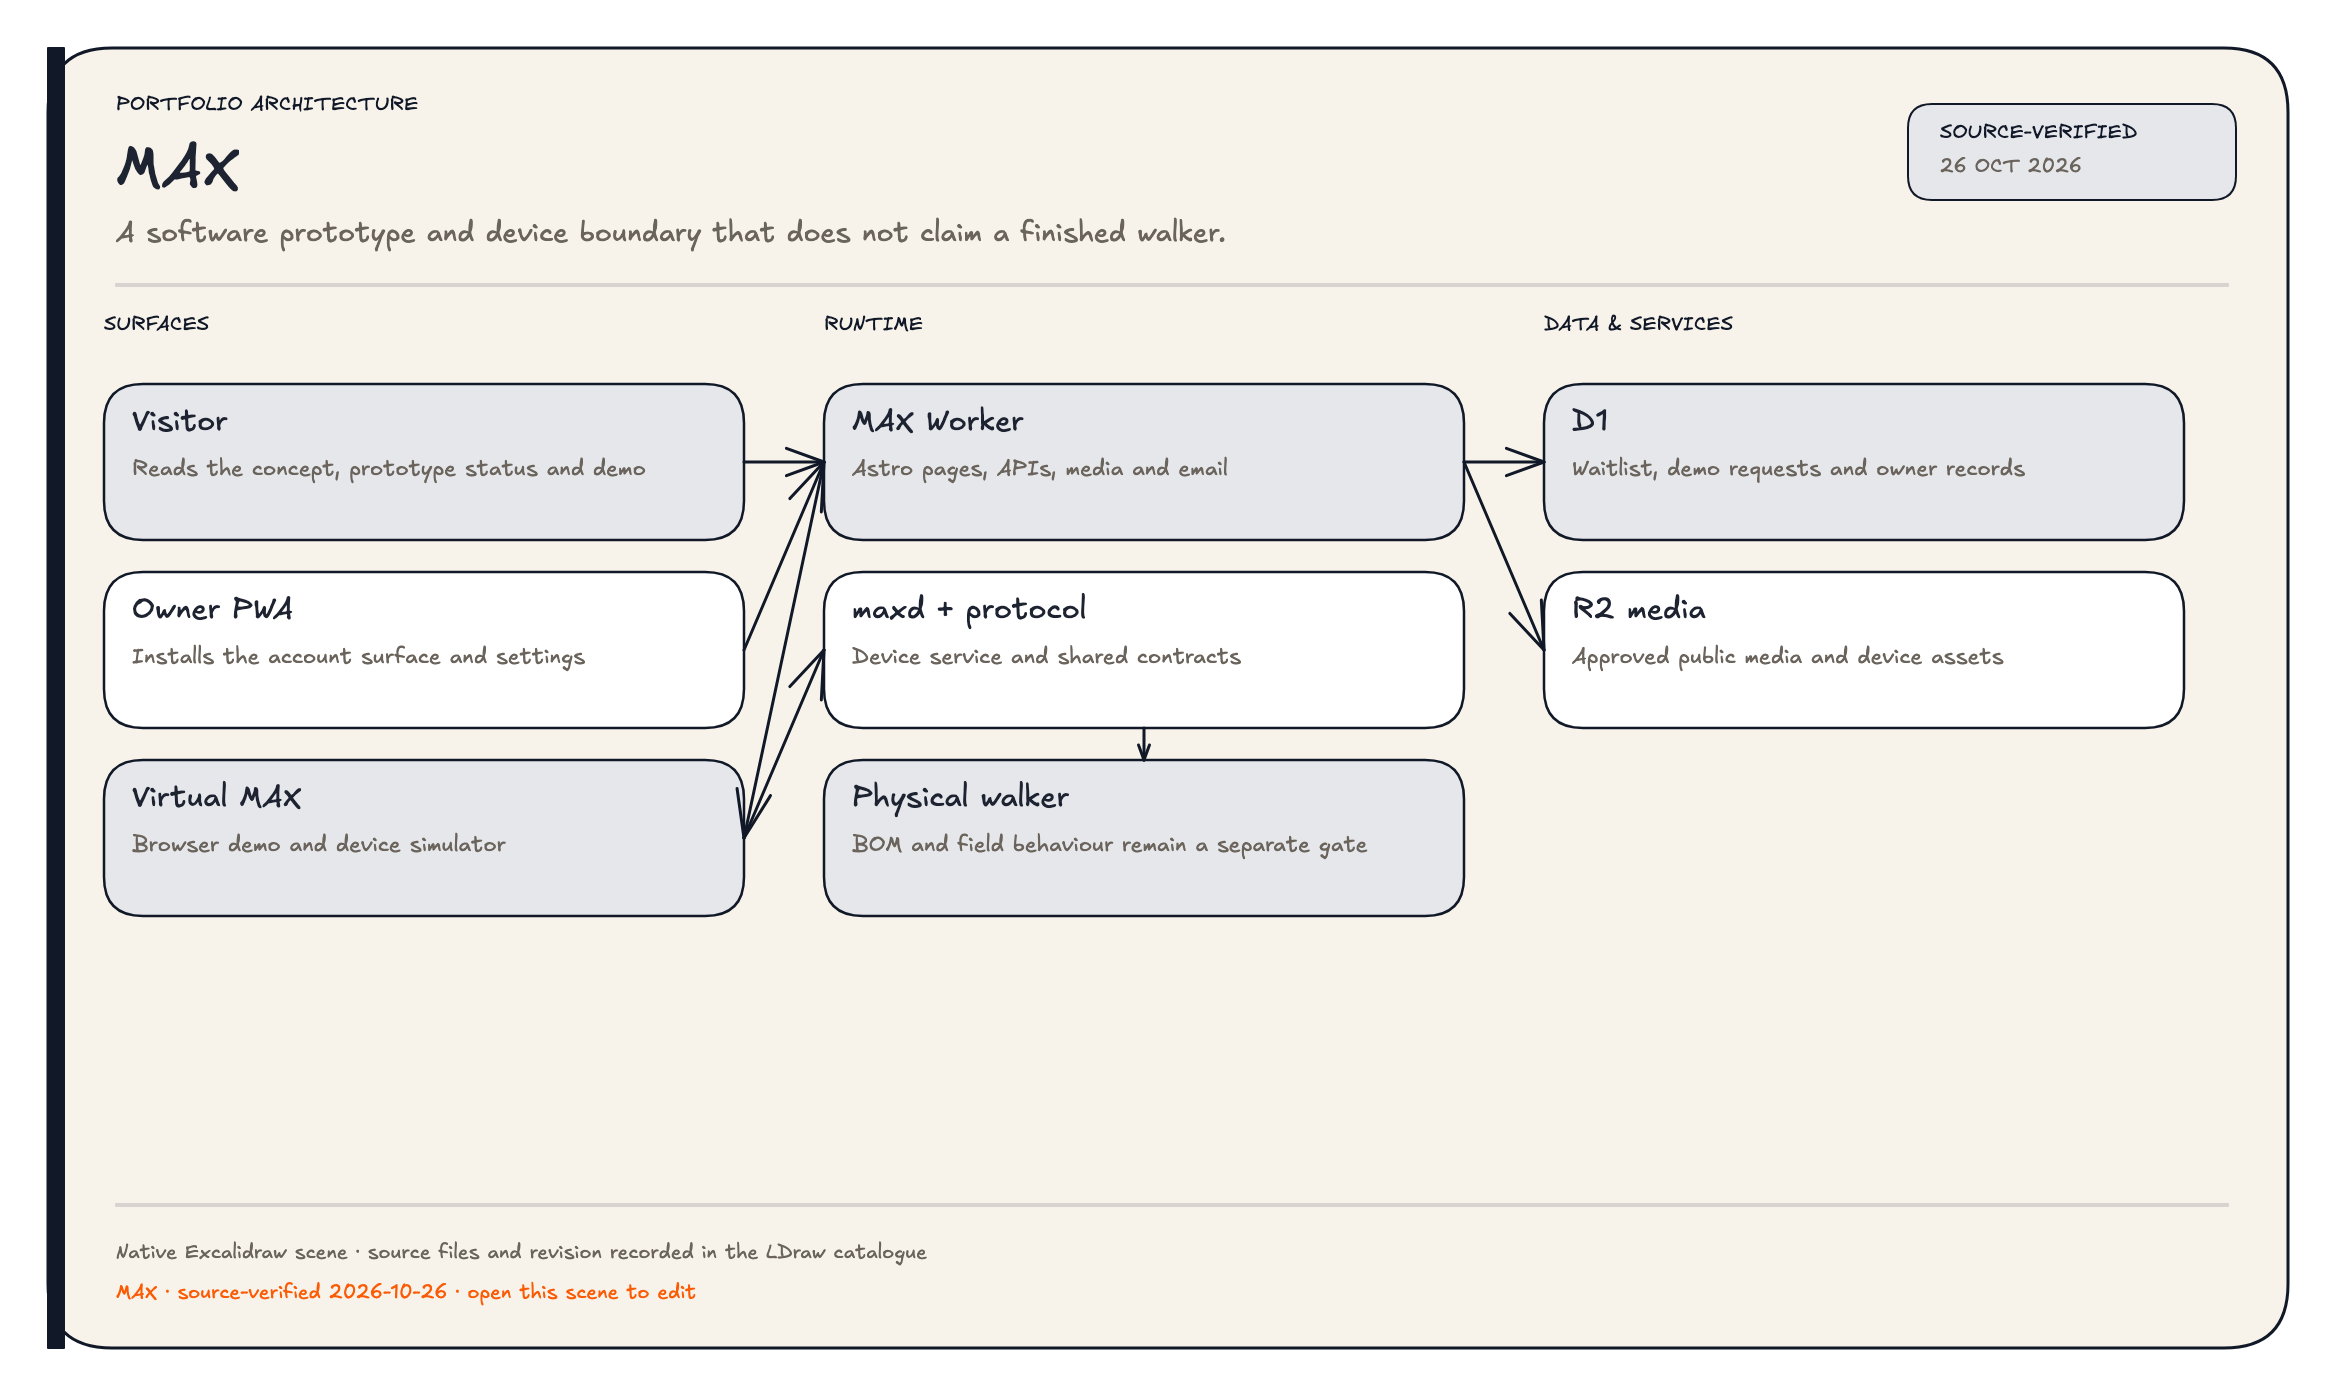 PORTFOLIO ARCHITECTURE
MAX
A software prototype and device boundary that does not claim a finished walker.
SOURCE-VERIFIED
26 OCT 2026
SURFACES
RUNTIME
DATA & SERVICES
Visitor
Reads the concept, prototype status and demo
MAX Worker
Astro pages, APIs, media and email
D1
Waitlist, demo requests and owner records
Owner PWA
Installs the account surface and settings
maxd + protocol
Device service and shared contracts
R2 media
Approved public media and device assets
Virtual MAX
Browser demo and device simulator
Physical walker
BOM and field behaviour remain a separate gate
Native Excalidraw scene · source files and revision recorded in the LDraw catalogue
MAX · source-verified 2026-10-26 · open this scene to edit